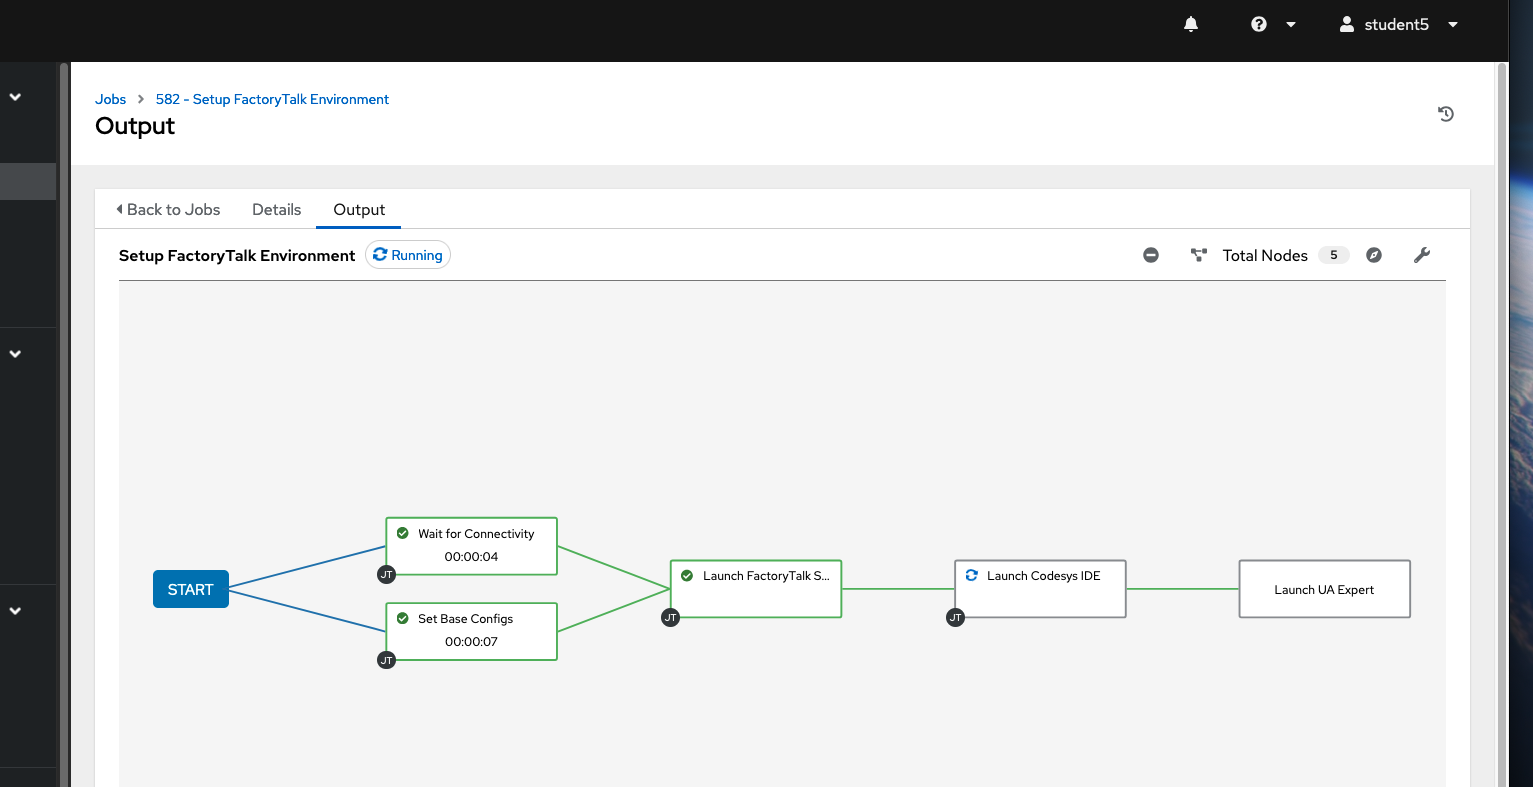 student5
Jobs 582 - Setup FactoryTalk Environment
Output
Back to Jobs Details Output
Setup FactoryTalk Environment Running Total Nodes 5
START
Wait for Connectivity
00:00:04
JT
Set Base Configs
00:00:07
JT
Launch FactoryTalk S...
JT
Launch Codesys IDE
JT
Launch UA Expert